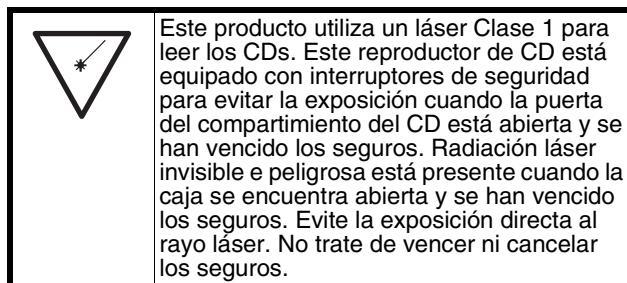 Este producto utiliza un láser Clase 1 para
leer los CDs. Este reproductor de CD está
equipado con interruptores de seguridad
para evitar la exposición cuando la puerta
del compartimiento del CD está abierta y se
han vencido los seguros. Radiación láser
invisible e peligrosa está presente cuando la
caja se encuentra abierta y se han vencido
los seguros. Evite la exposición directa al
rayo láser. No trate de vencer ni cancelar
los seguros.